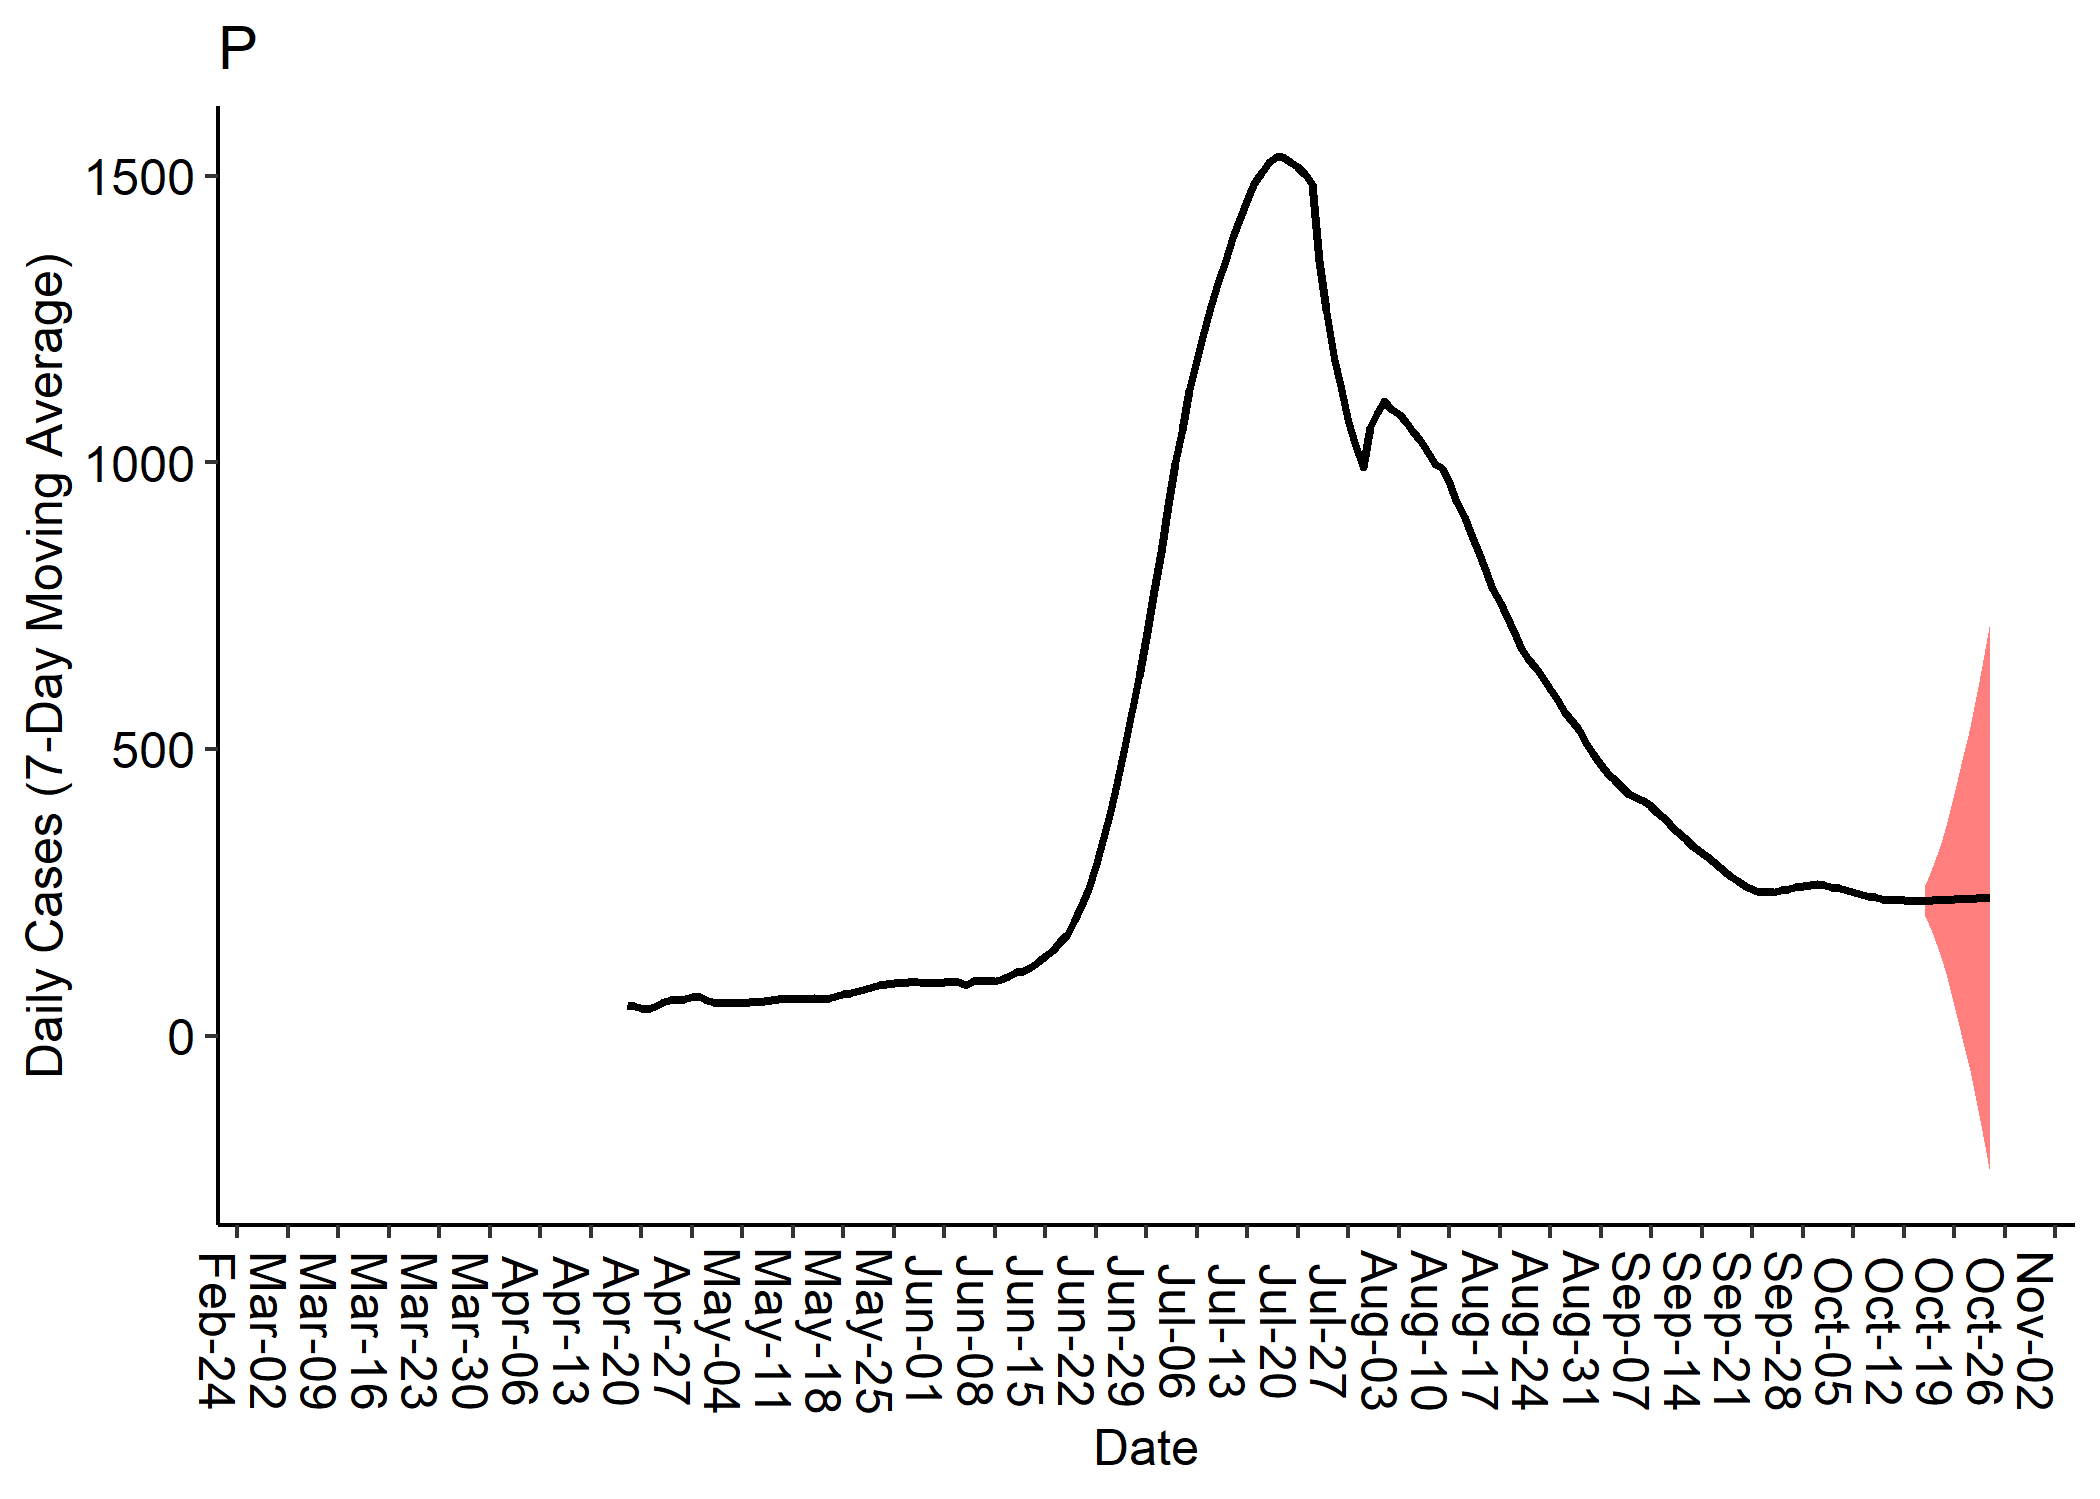 P
Daily Cases (7-Day Moving Average)
1500
1000
500
0
Feb-24
Mar-02
Mar-09
Mar-16
Mar-23
Mar-30
Apr-06
Apr-13
Apr-20
Apr-27
May-04
May-11
May-18
May-25
Jun-01
Jun-08
Jun-15
Jun-22
Jun-29
Jul-06
Jul-13
Jul-20
Jul-27
Aug-03
Aug-10
Aug-17
Aug-24
Aug-31
Sep-07
Sep-14
Sep-21
Sep-28
Oct-05
Oct-12
Oct-19
Oct-26
Nov-02
Date